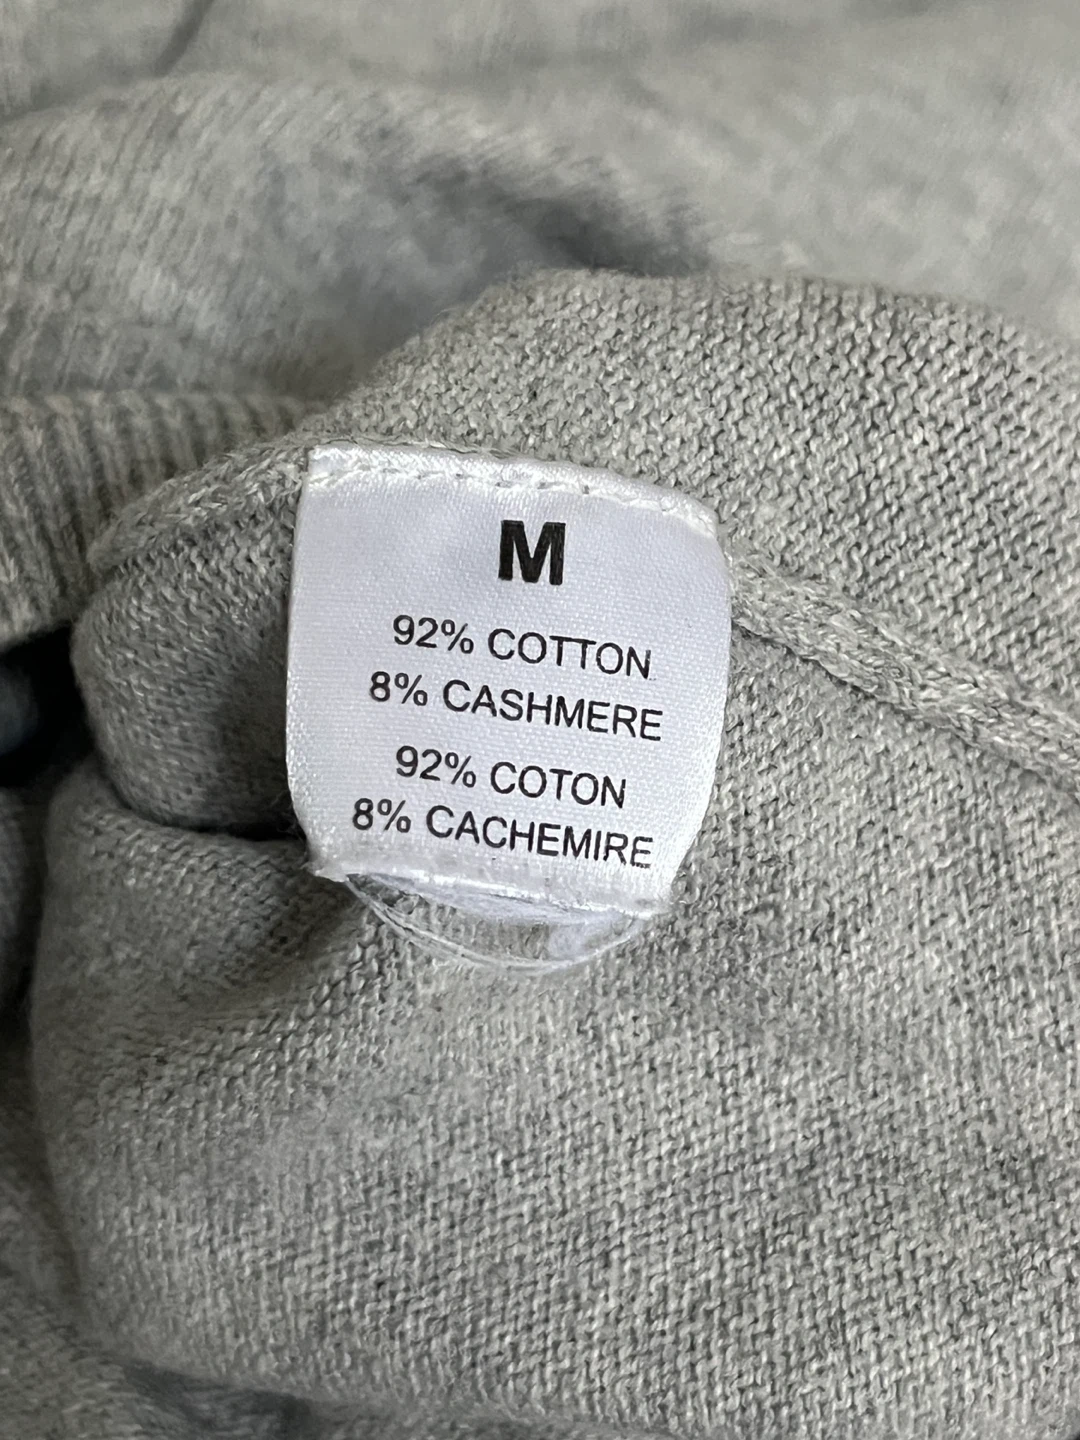 M
92% COTTON
8% CASHMERE
92% COTON
8% CACHEMIRE